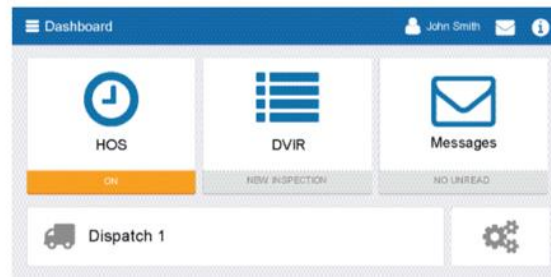 Dashboard
John Smith
HOS
DVIR
Messages
ON
NEW INSPECTION
NO UNREAD
Dispatch 1